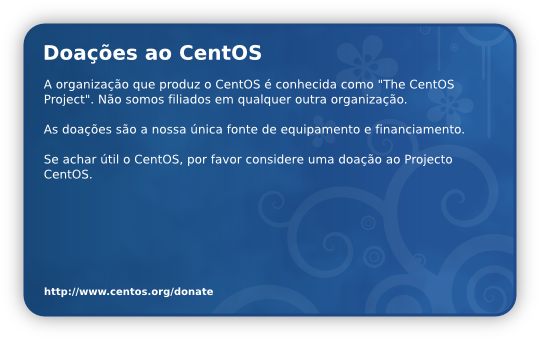 Doações ao CentOS
A organização que produz o CentOS é conhecida como "The CentOS
Project". Não somos filiados em qualquer outra organização.
As doações são a nossa única fonte de equipamento e financiamento.
Se achar útil o CentOS, por favor considere uma doação ao Projecto
CentOS.
http://www.centos.org/donate